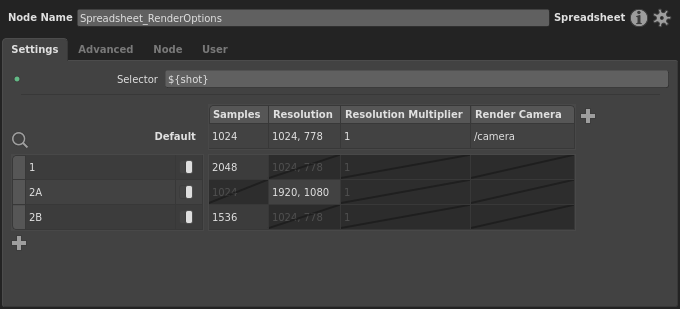 Node Name Spreadsheet_RenderOptions Spreadsheet
Settings Advanced Node User
Selector ${shot}
Samples Resolution Resolution Multiplier Render Camera
Default 1024 1024, 778 1 /camera
1 2048 1024, 778 1
2A 1024 1920, 1080 1
2B 1536 1024, 778 1